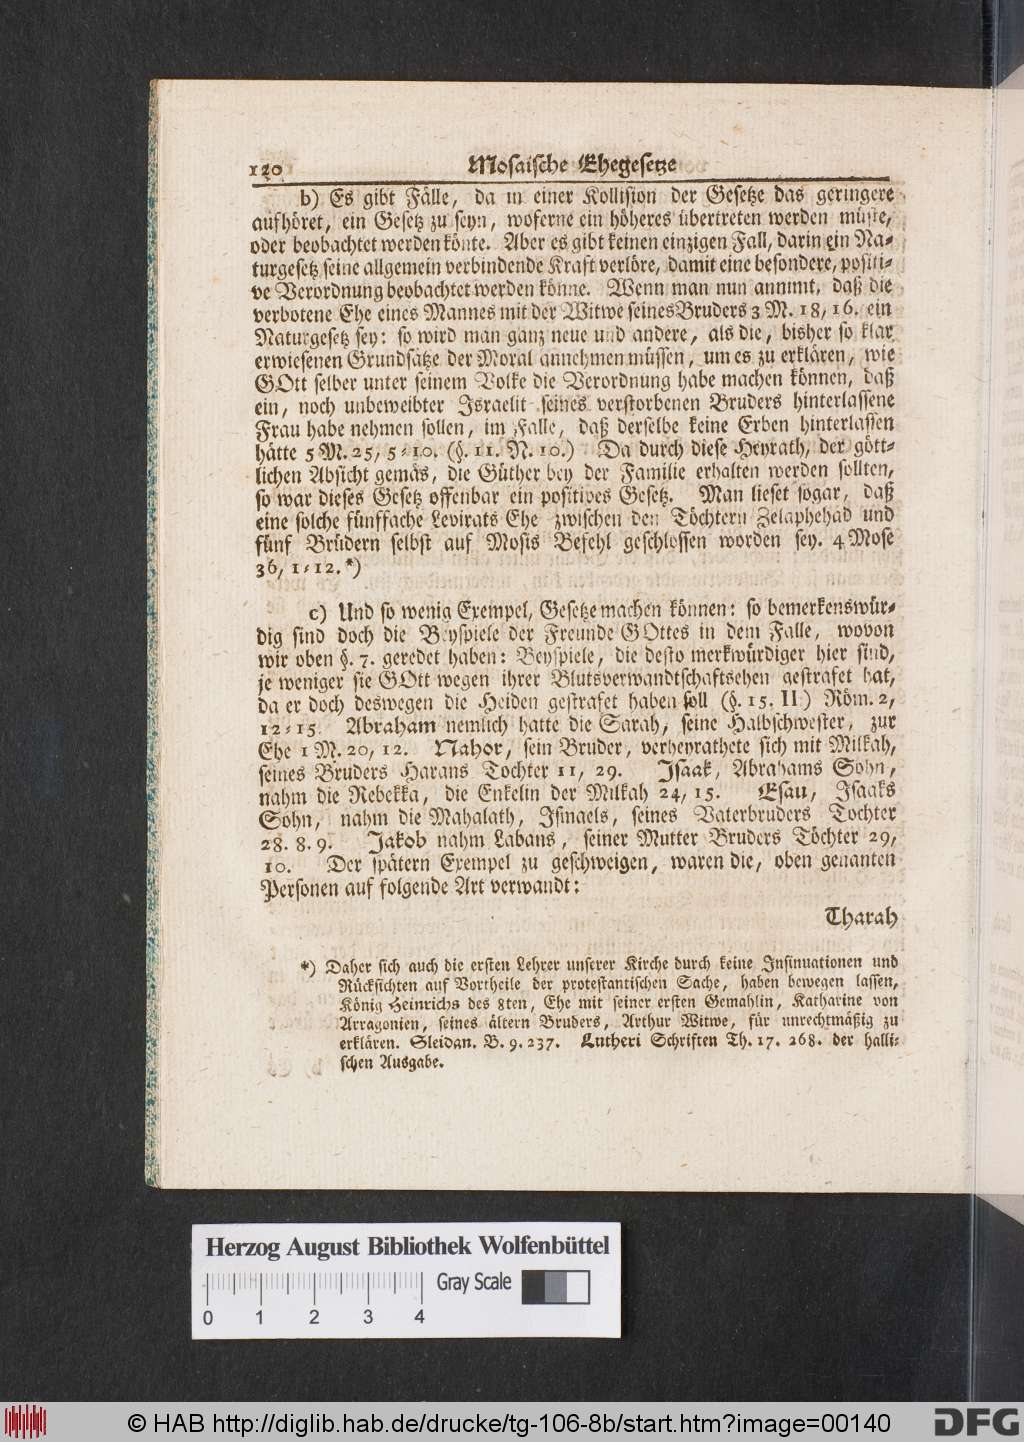 120 Mosaische Ehegesetze
b) Es gibt Fälle, da in einer Kollision der Gesetze das geringere
aufhöret, ein Gesetz zu seyn, woferne ein höheres übertreten werden müste,
oder beobachtet werden könte. Aber es gibt keinen einzigen Fall, darin ein Na-
turgesetz seine allgemein verbindende Kraft verlöre, damit eine besondere, positi-
ve Verordnung beobachtet werden könne. Wenn man nun annimt, daß die
verbotene Ehe eines Mannes mit der Witwe seines Bruders 3 M. 18, 16. ein
Naturgesetz sey: so wird man ganz neue und andere, als die, bisher so klar
erwiesenen Grundsätze der Moral annehmen müssen, um es zu erklären, wie
GOtt selber unter seinem Volke die Verordnung habe machen können, daß
ein, noch unbeweibter Israelit seines verstorbenen Bruders hinterlassene
Frau habe nehmen sollen, im Falle, daß derselbe keine Erben hinterlassen
hätte 5 M. 25, 5-10. (§. 11. N. 10.) Da durch diese Heyrath, der gött-
lichen Absicht gemäs, die Güther bey der Familie erhalten werden sollten,
so war dieses Gesetz offenbar ein positives Gesetz. Man lieset sogar, daß
eine solche fünffache Levirats Ehe zwischen den Töchtern Zelaphehad und
fünf Brüdern selbst auf Mosis Befehl geschlossen worden sey. 4 Mose
36, 1-12. *)
c) Und so wenig Exempel, Gesetze machen können: so bemerkenswür-
dig sind doch die Beyspiele der Freunde GOttes in dem Falle, wovon
wir oben §. 7. geredet haben: Beyspiele, die desto merkwürdiger hier sind,
je weniger sie GOtt wegen ihrer Blutsverwandtschaftsehen gestrafet hat,
da er doch deswegen die Heiden gestrafet haben soll (§. 15. II) Röm. 2,
12-15. Abraham nemlich hatte die Sarah, seine Halbschwester, zur
Ehe 1 M. 20, 12. Nahor, sein Bruder, verheyrathete sich mit Milkah,
seines Bruders Harans Tochter 11, 29. Isaak, Abrahams Sohn,
nahm die Rebekka, die Enkelin der Milkah 24, 15. Esau, Isaaks
Sohn, nahm die Mahalath, Ismaels, seines Vaterbruders Tochter
28. 8. 9. Jakob nahm Labans, seiner Mutter Bruders Töchter 29,
10. Der spätern Exempel zu geschweigen, waren die, oben genanten
Personen auf folgende Art verwandt:
Tharah
*) Daher sich auch die ersten Lehrer unserer Kirche durch keine Insinuationen und
Rücksichten auf Vortheile der protestantischen Sache, haben bewegen lassen,
König Heinrichs des 8ten, Ehe mit seiner ersten Gemahlin, Katharine von
Arragonien, seines ältern Bruders, Arthur Witwe, für unrechtmäßig zu
erklären. Sleidan. B. 9. 237. Lutheri Schriften Th. 17. 268. der halli-
schen Ausgabe.
Herzog August Bibliothek Wolfenbüttel
Gray Scale
0 1 2 3 4
© HAB http://diglib.hab.de/drucke/tg-106-8b/start.htm?image=00140
DFG